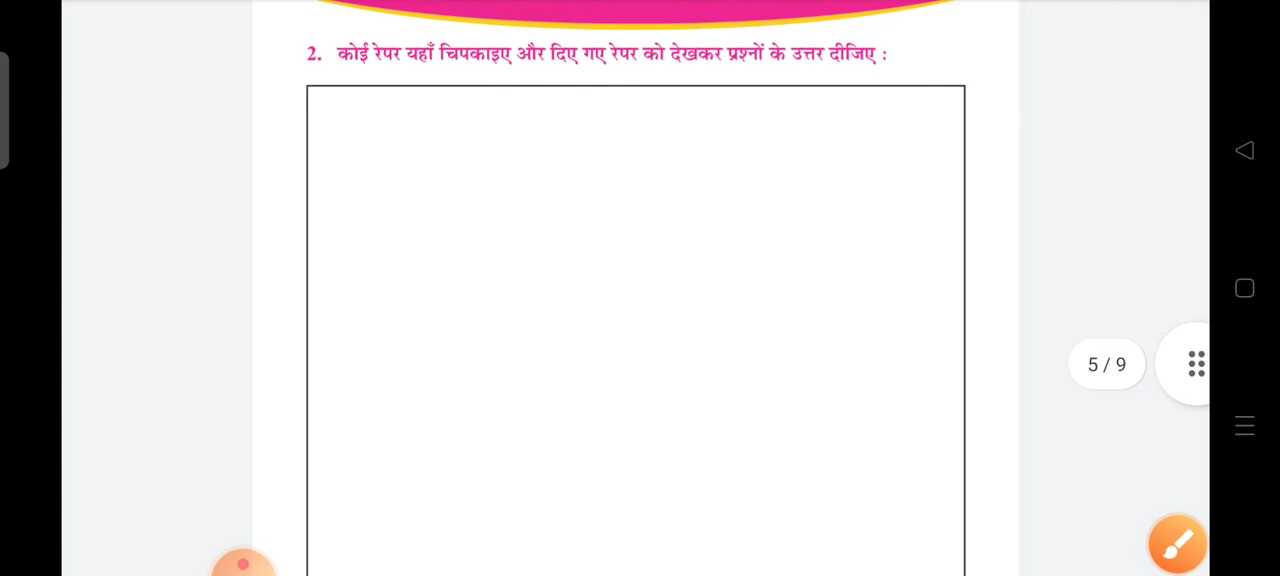 2. कोई रेपर यहाँ चिपकाइए और दिए गए रेपर को देखकर प्रश्नों के उत्तर दीजिए :
5 / 9